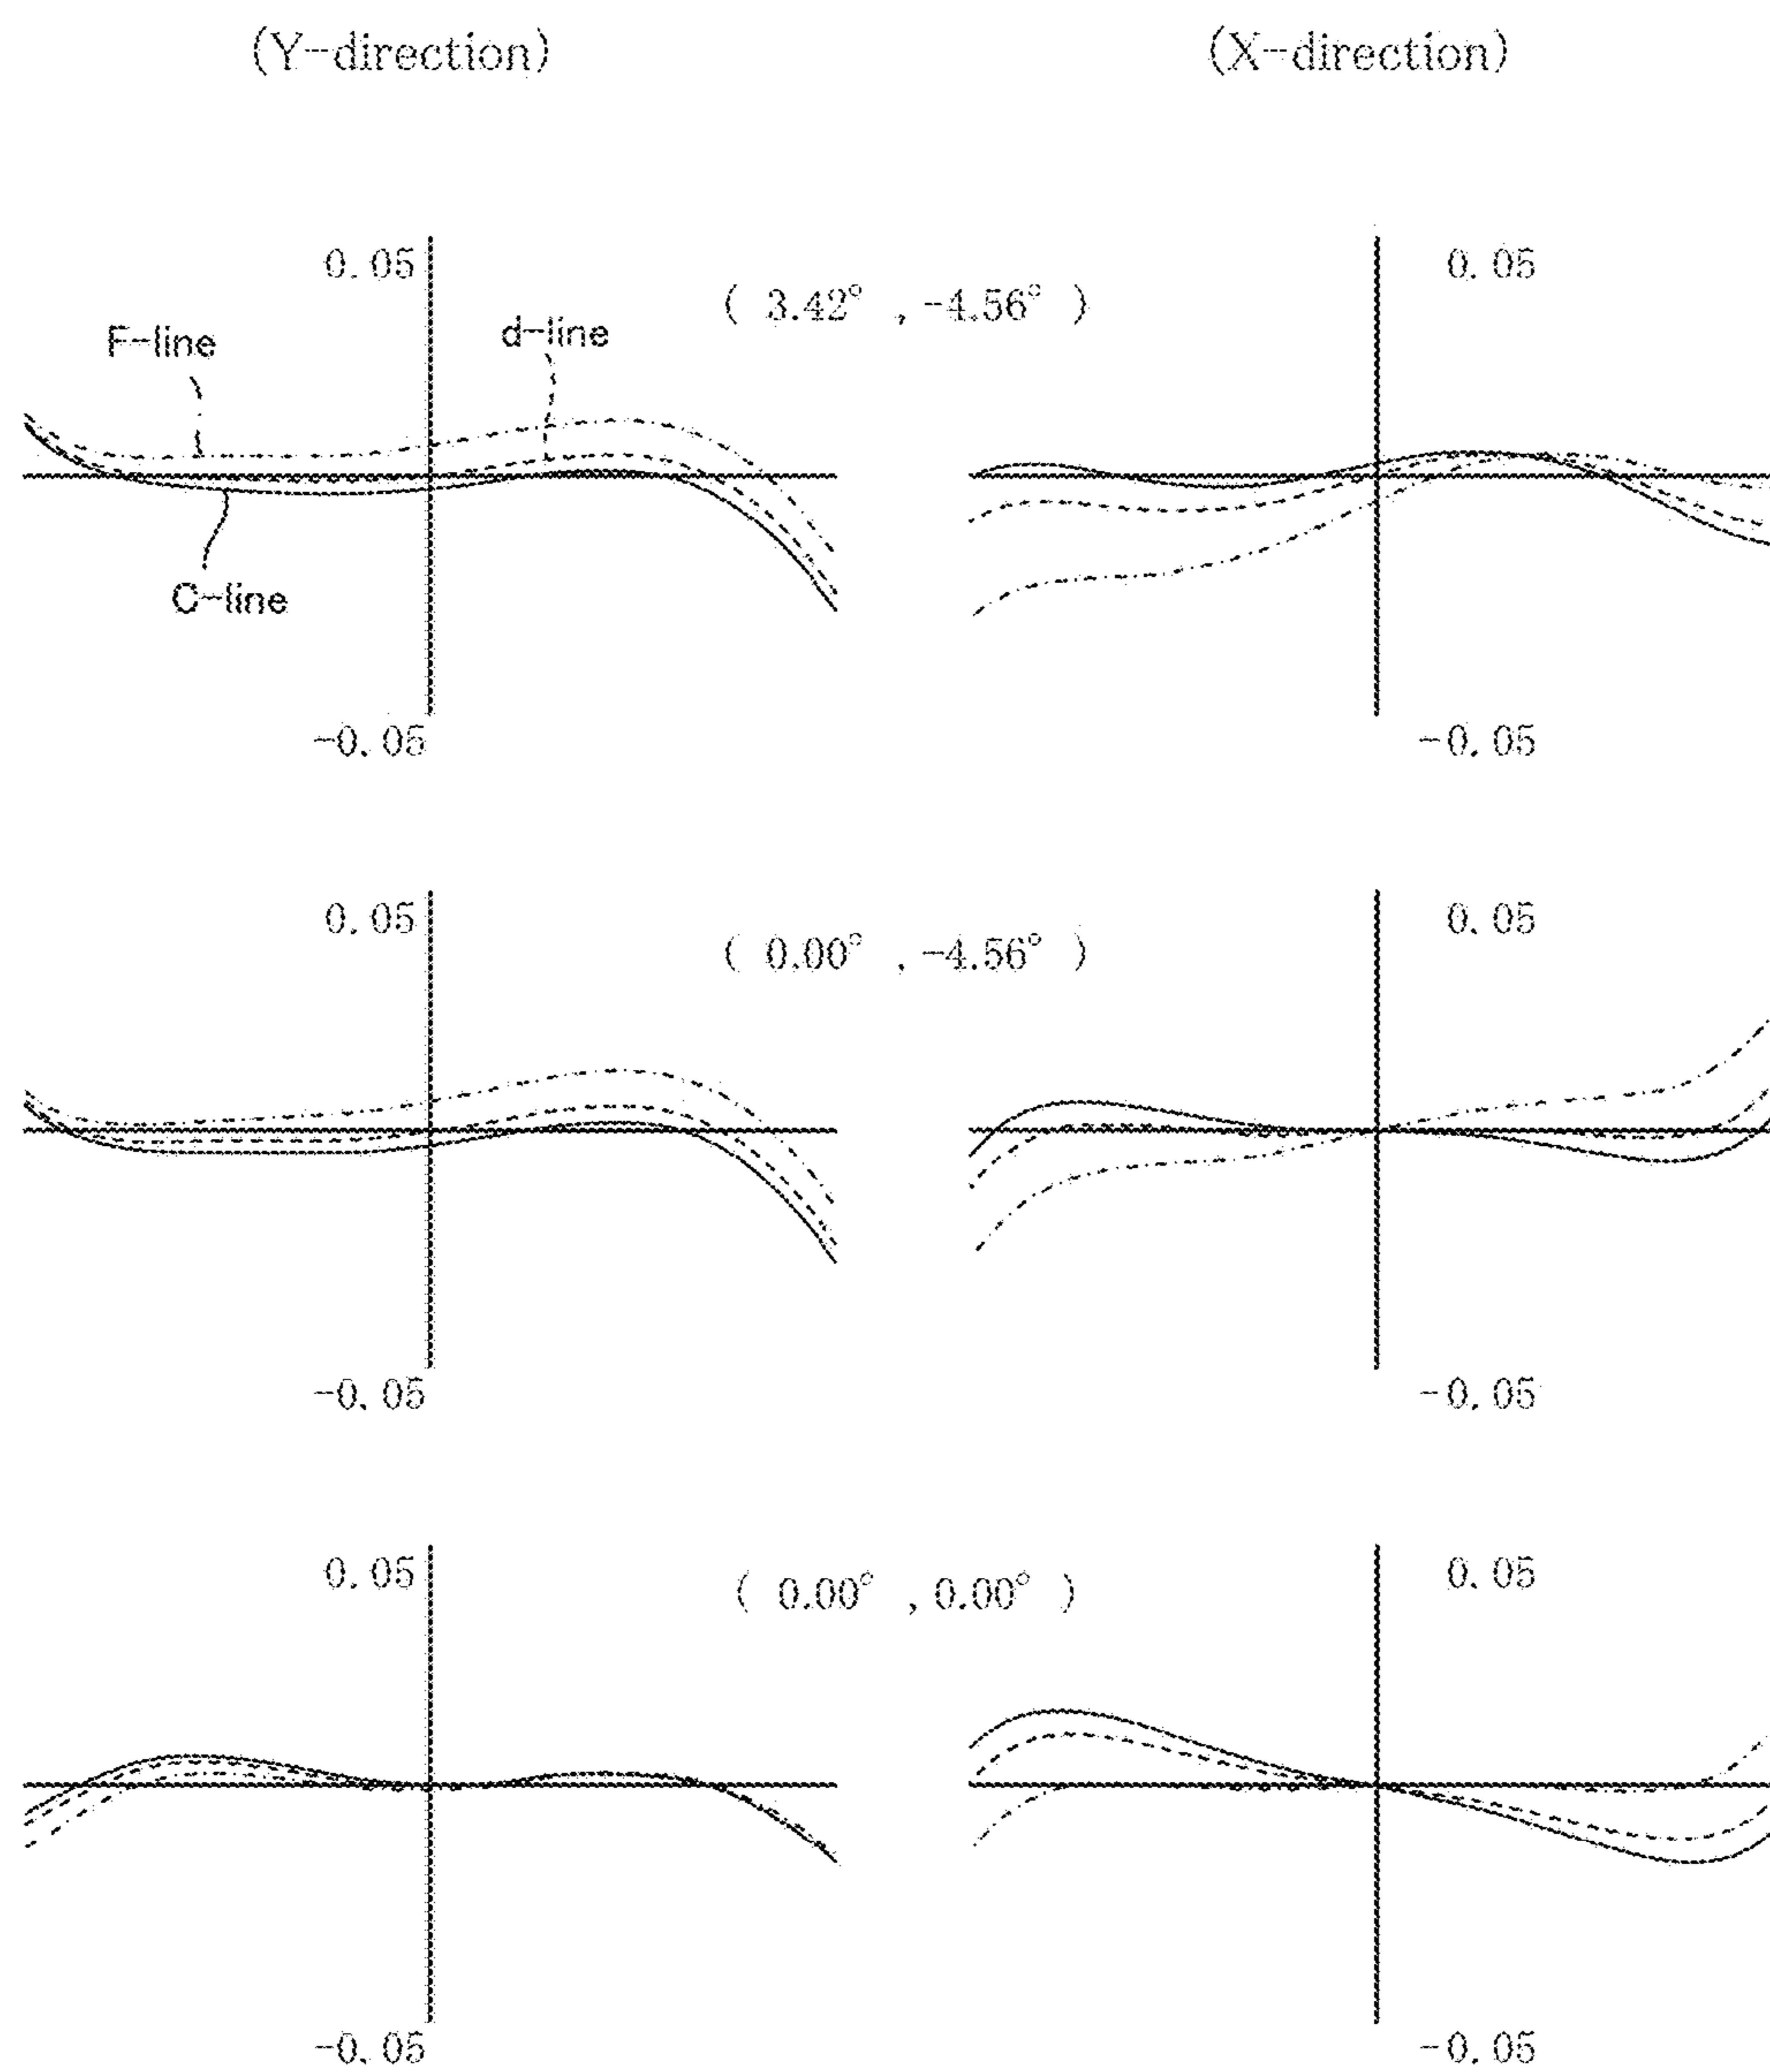 (Y-direction) (X-direction)
0.05 0.05
( 3.42° , -4.56° )
F-line d-line
C-line
-0.05 -0.05
0.05 0.05
( 0.00° , -4.56° )
-0.05 -0.05
0.05 0.05
( 0.00° , 0.00° )
-0.05 -0.05